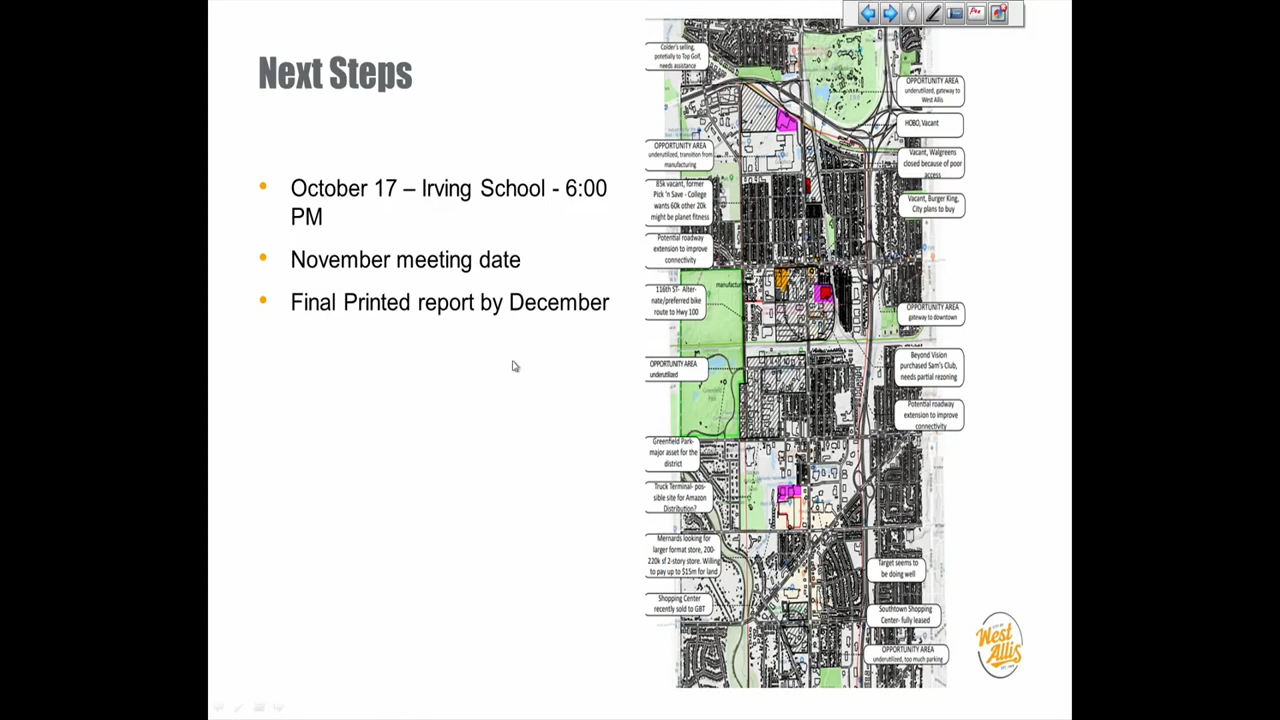 Next Steps
October 17 – Irving School - 6:00
PM
November meeting date
Final Printed report by December
Colder's selling,
potetially to Top Golf,
needs assistance
OPPORTUNITY AREA
underutilized, transition from
manufacturing
85k vacant, former
Pick 'n Save - College
wants 60k other 20k
might be planet fitness
Potential roadway
extension to improve
connectivity
116th ST- Alter-
nate/preferred bike
route to Hwy 100
OPPORTUNITY AREA
underutilized
Greenfield Park-
major asset for the
district
Truck Terminal- pos-
sible site for Amazon
Distribution?
Mernards looking for
larger format store, 200-
220k sf 2-story store. Willing
to pay up to $15m for land
Shopping Center
recently sold to GBT
OPPORTUNITY AREA
underutilized, gateway to
West Allis
HOBO, Vacant
Vacant, Walgreens
closed because of poor
access
Vacant, Burger King,
City plans to buy
OPPORTUNITY AREA
gateway to downtown
Beyond Vision
purchased Sam's Club,
needs partial rezoning
Potential roadway
extension to improve
connectivity
Target seems to
be doing well
Southtown Shopping
Center- fully leased
OPPORTUNITY AREA
underutilized, too much parking
West
Allis